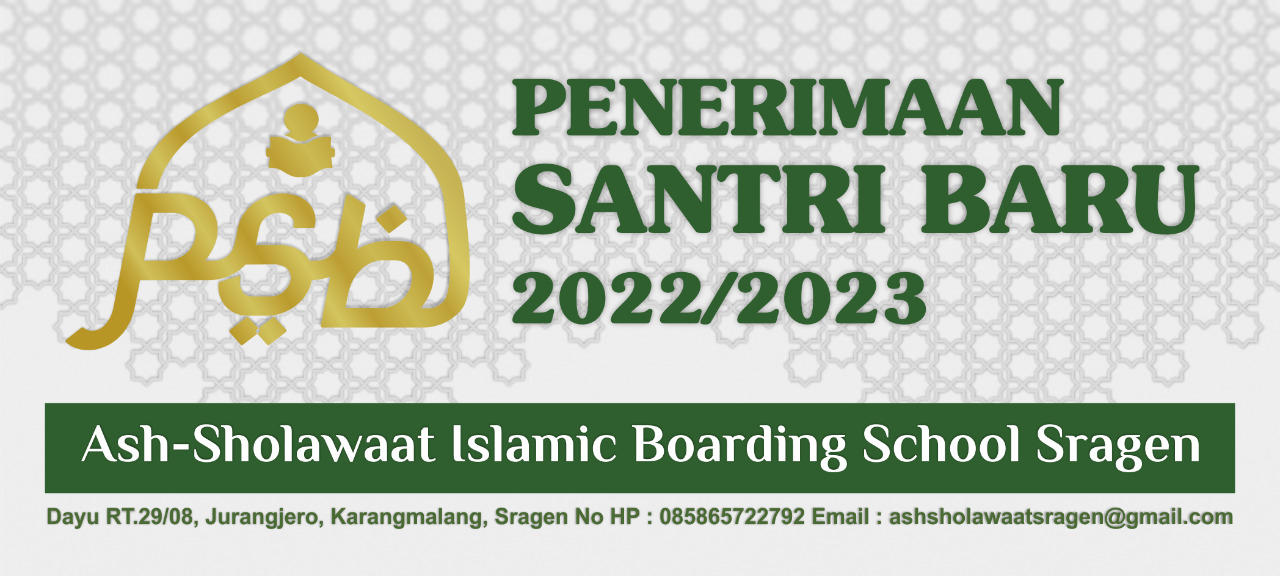 PENERIMAAN
SANTRI BARU
2022/2023
Ash-Sholawaat Islamic Boarding School Sragen
Dayu RT.29/08, Jurangjero, Karangmalang, Sragen No HP : 085865722792 Email : ashsholawaatsragen@gmail.com